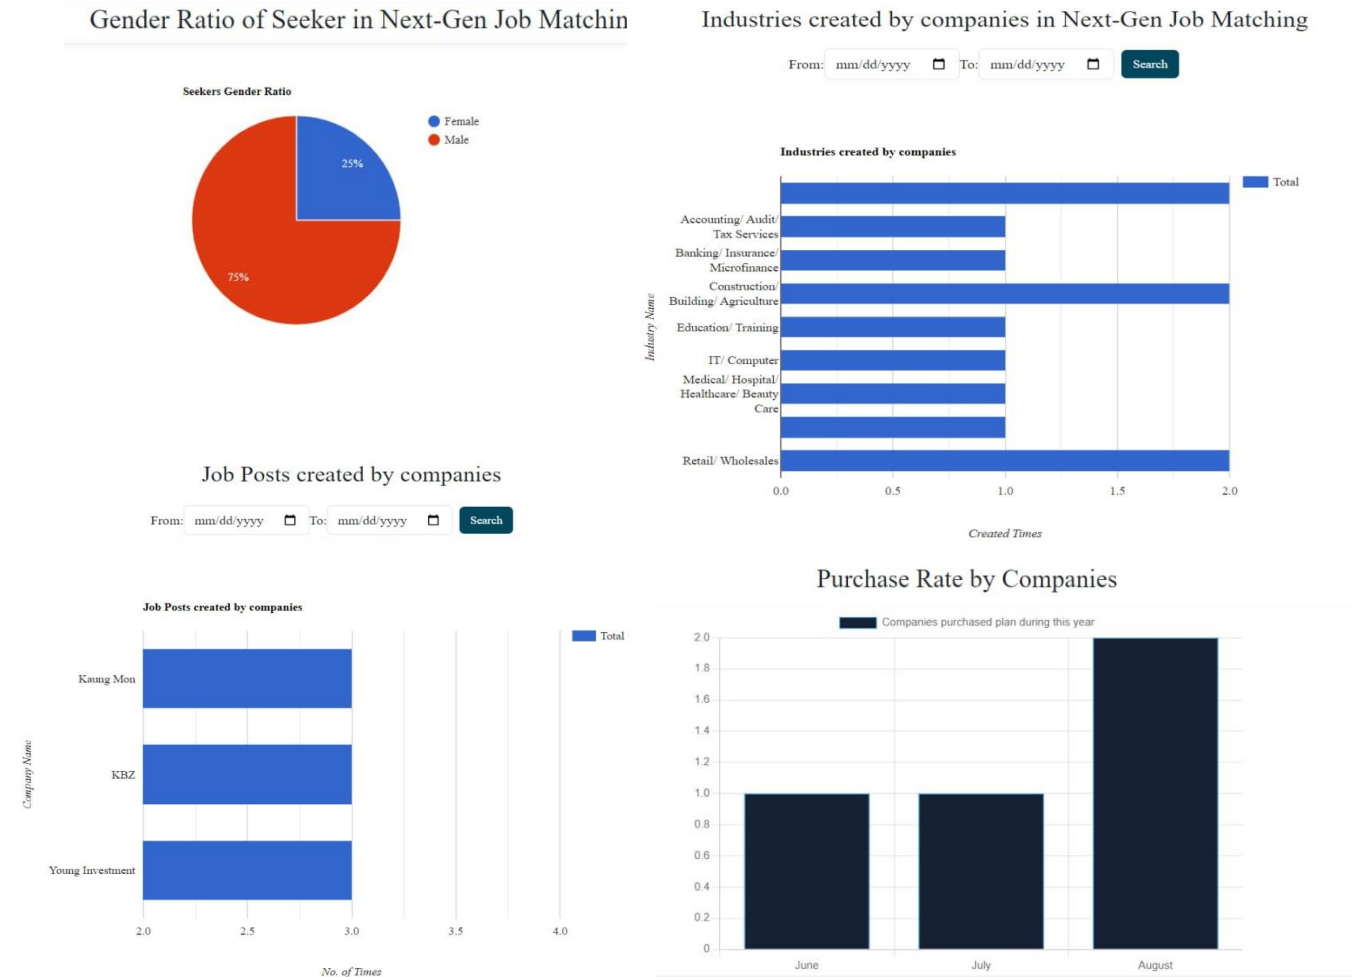 Gender Ratio of Seeker in Next-Gen Job Matchin
Seekers Gender Ratio
Female
Male
25%
75%
Industries created by companies in Next-Gen Job Matching
From: mm/dd/yyyy To: mm/dd/yyyy Search
Industries created by companies
Total
Industry Name
Accounting/ Audit/
Tax Services
Banking/ Insurance/
Microfinance
Construction/
Building/ Agriculture
Education/ Training
IT/ Computer
Medical/ Hospital/
Healthcare/ Beauty
Care
Retail/ Wholesales
0.0 0.5 1.0 1.5 2.0
Created Times
Job Posts created by companies
From: mm/dd/yyyy To: mm/dd/yyyy Search
Job Posts created by companies
Total
Company Name
Kaung Mon
KBZ
Young Investment
2.0 2.5 3.0 3.5 4.0
No. of Times
Purchase Rate by Companies
Companies purchased plan during this year
2.0
1.8
1.6
1.4
1.2
1.0
0.8
0.6
0.4
0.2
0
June July August